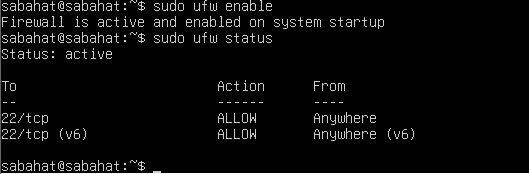 sabahat@sabahat:~$ sudo ufw enable
Firewall is active and enabled on system startup
sabahat@sabahat:~$ sudo ufw status
Status: active
To                         Action      From
--                         ------      ----
22/tcp                     ALLOW       Anywhere
22/tcp (v6)                ALLOW       Anywhere (v6)
sabahat@sabahat:~$ _